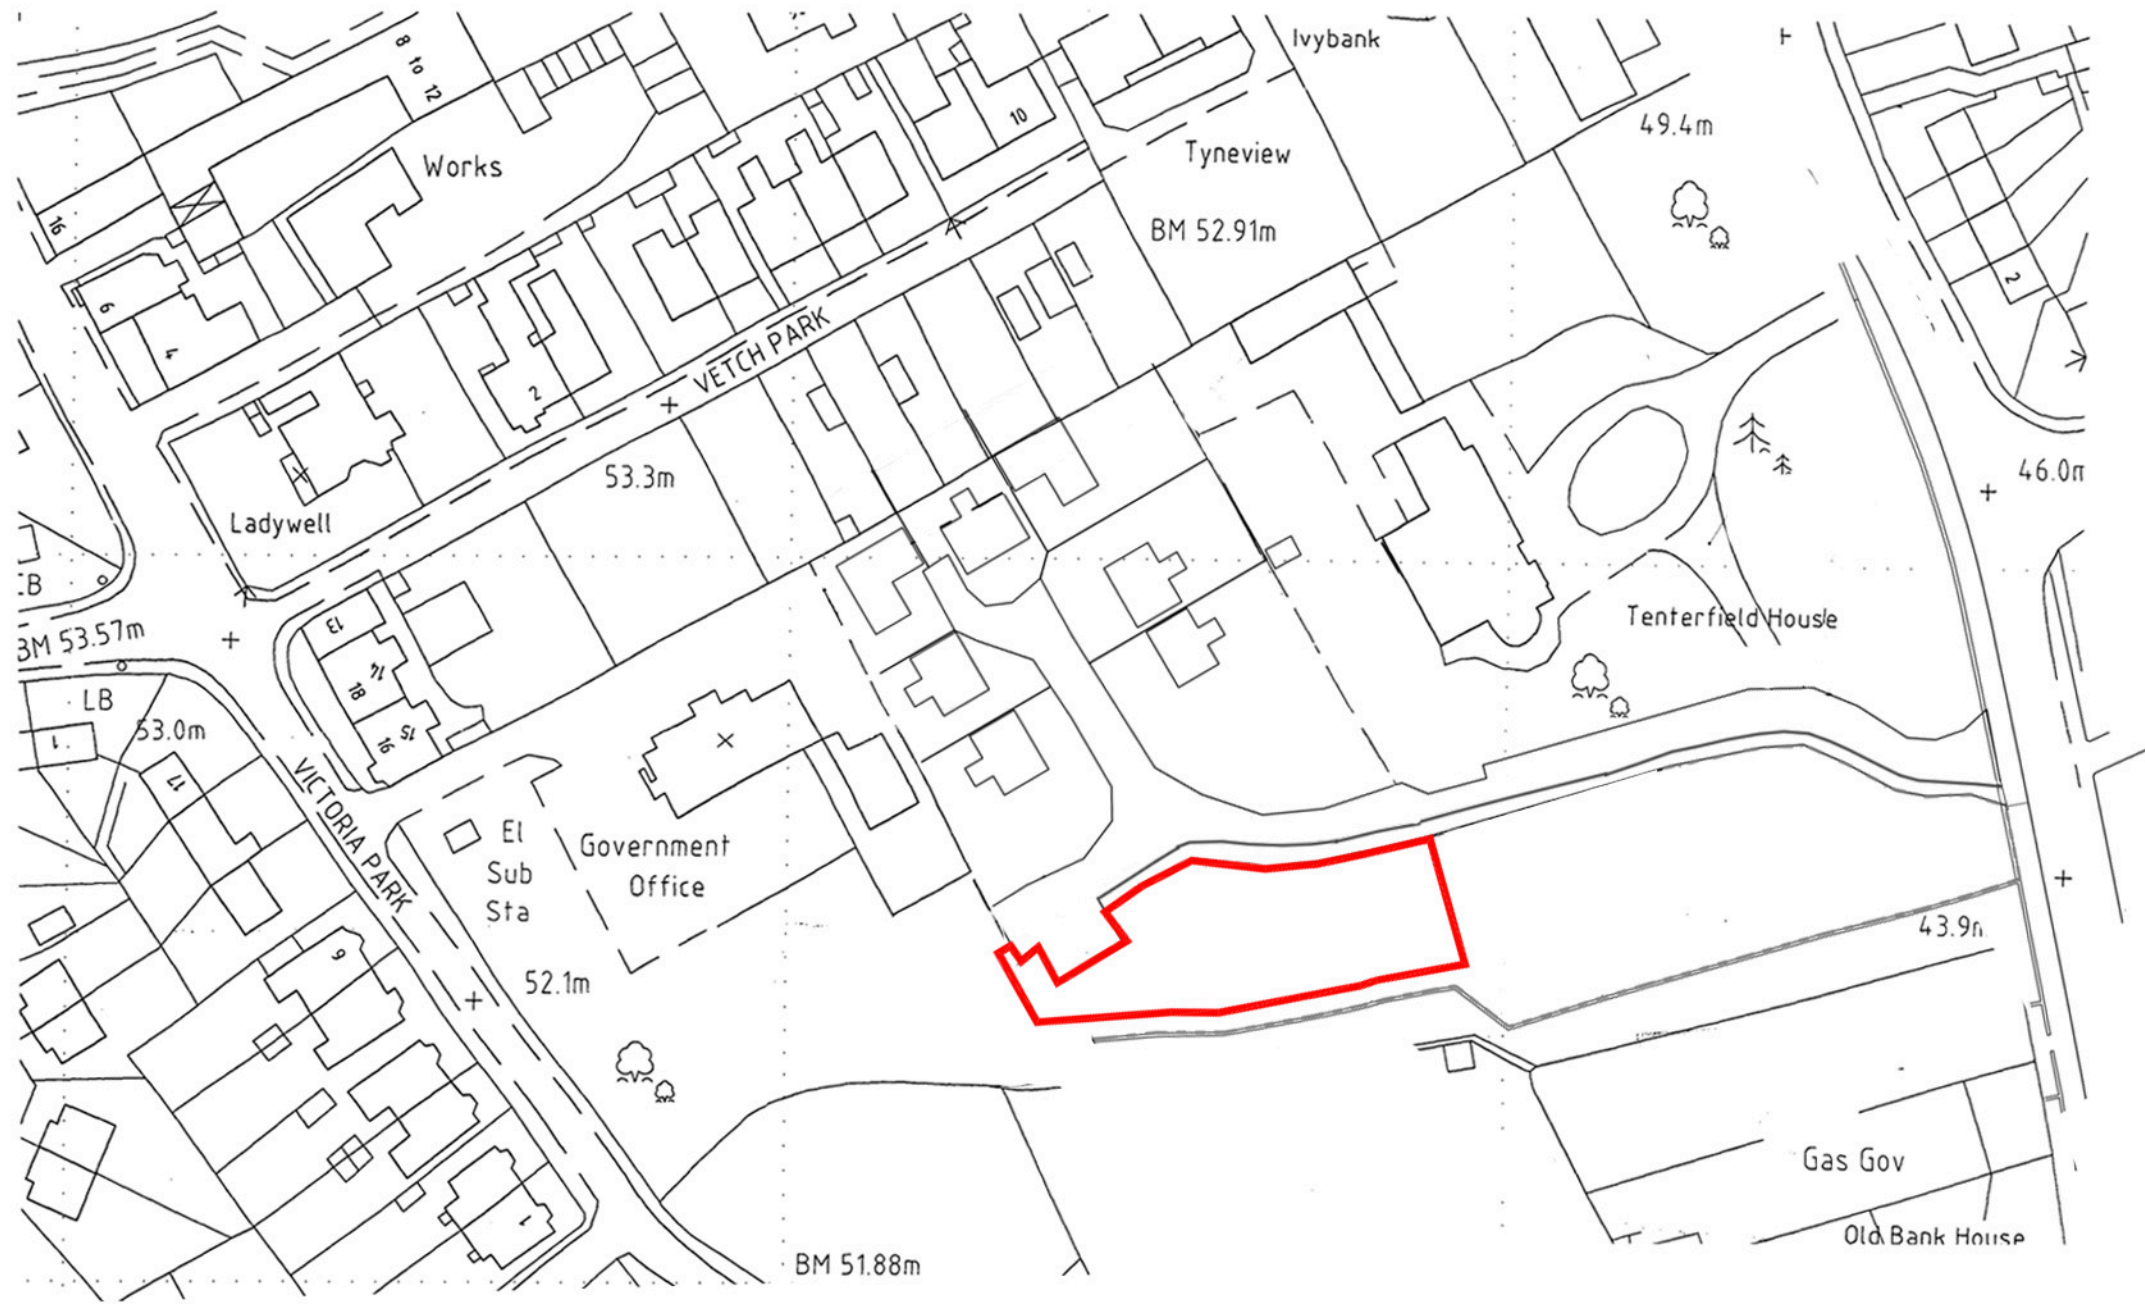 Ivybank
8 to 12
10
49.4m
Works
Tyneview
16
BM 52.91m
2
6
4
VETCH PARK
2
53.3m
46.0m
Ladywell
LB
Tenterfield House
BM 53.57m
13
14
18
15
16
LB
53.0m
1
17
VICTORIA PARK
El
Sub
Sta
Government
Office
43.9m
9
52.1m
Gas Gov
1
Old Bank House
BM 51.88m